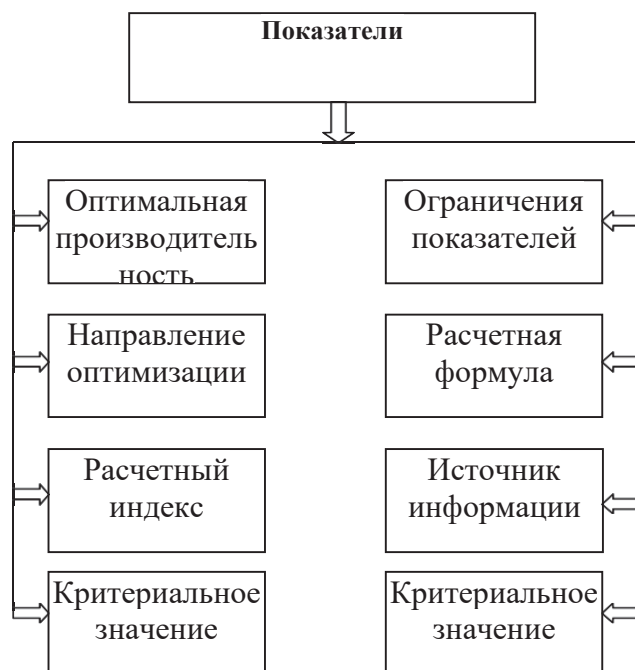 Показатели
Оптимальная
производитель
ность
Ограничения
показателей
Направление
оптимизации
Расчетная
формула
Расчетный
индекс
Источник
информации
Критериальное
значение
Критериальное
значение